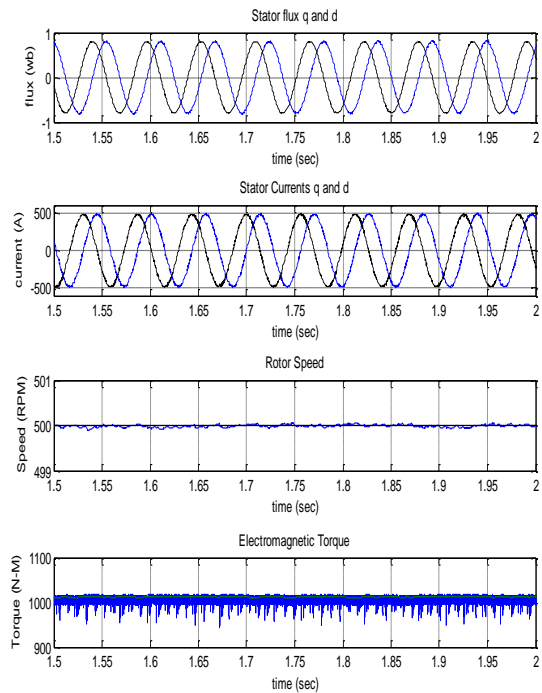 Stator flux q and d
1
0
-1
flux (wb)
1.5 1.55 1.6 1.65 1.7 1.75 1.8 1.85 1.9 1.95 2
time (sec)
Stator Currents q and d
500
0
-500
current (A)
1.5 1.55 1.6 1.65 1.7 1.75 1.8 1.85 1.9 1.95 2
time (sec)
Rotor Speed
501
500
499
Speed (RPM)
1.5 1.55 1.6 1.65 1.7 1.75 1.8 1.85 1.9 1.95 2
time (sec)
Electromagnetic Torque
1100
1000
900
Torque (N-M)
1.5 1.55 1.6 1.65 1.7 1.75 1.8 1.85 1.9 1.95 2
time (sec)